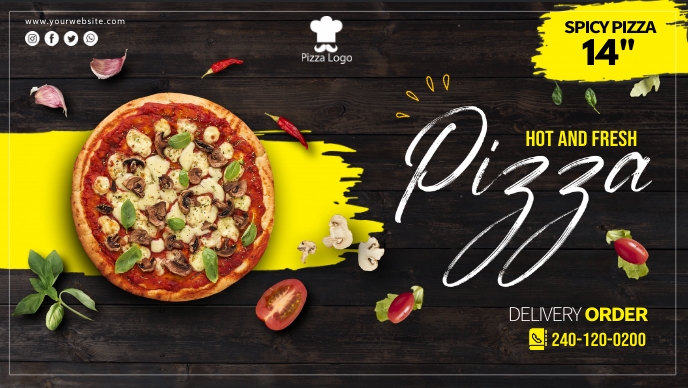 www.yourwebsite.com
Pizza Logo
SPICY PIZZA
14"
HOT AND FRESH
Pizza
DELIVERY ORDER
240-120-0200